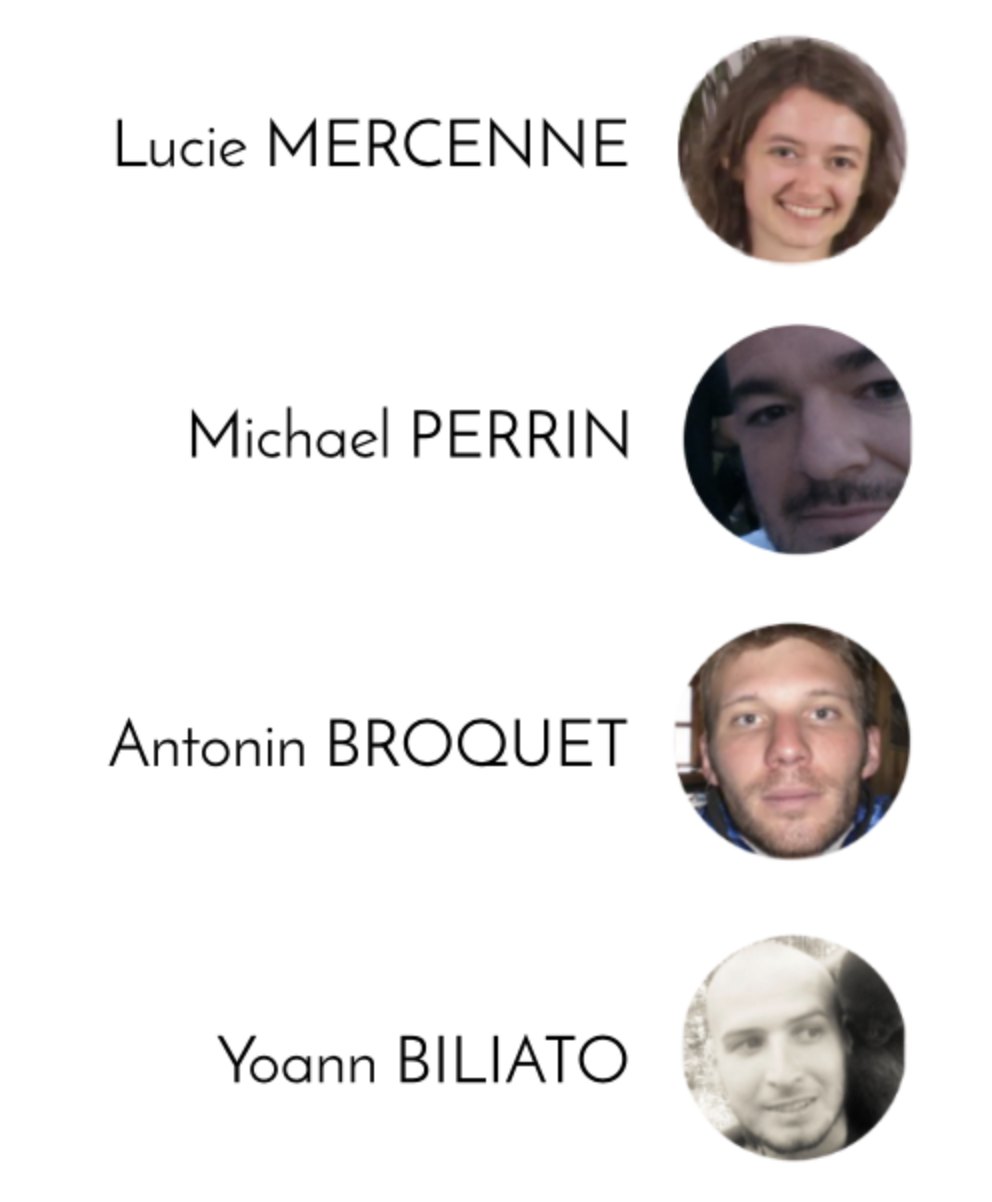 Lucie MERCENNE
Michael PERRIN
Antonin BROQUET
Yoann BILIATO